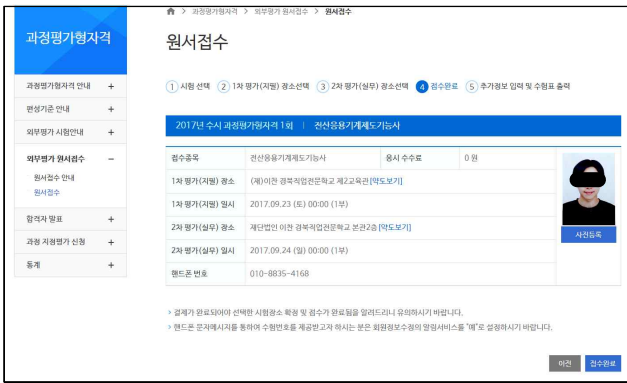 > 과정평가형자격 > 외부평가 원서접수 > 원서접수
과정평가형자격
원서접수
1 시험 선택 2 1차 평가(지필) 장소선택 3 2차 평가(실무) 장소선택 4 접수완료 5 추가정보 입력 및 수험표 출력
과정평가형자격 안내 +
편성기준 안내 +
외부평가 시험안내 +
외부평가 원서접수 −
원서접수 안내
원서접수
합격자 발표 +
과정 지정평가 신청 +
통계 +
2017년 수시 과정평가형자격 1회 | 전산응용기계제도기능사
접수종목 전산응용기계제도기능사 응시 수수료 0 원
1차 평가(지필) 장소 (재)이찬 경북직업전문학교 제2교육관[약도보기]
1차 평가(지필) 일시 2017.09.23 (토) 00:00 (1부)
2차 평가(실무) 장소 재단법인 이찬 경북직업전문학교 본관2층[약도보기]
2차 평가(실무) 일시 2017.09.24 (일) 00:00 (1부)
핸드폰 번호 010-8835-4168
사진등록
> 결제가 완료되어야 선택한 시험장소 확정 및 접수가 완료됨을 알려드리니 유의하시기 바랍니다.
> 핸드폰 문자메시지를 통하여 수험번호를 제공받고자 하시는 분은 회원정보수정의 알림서비스를 "예"로 설정하시기 바랍니다.
이전 접수완료